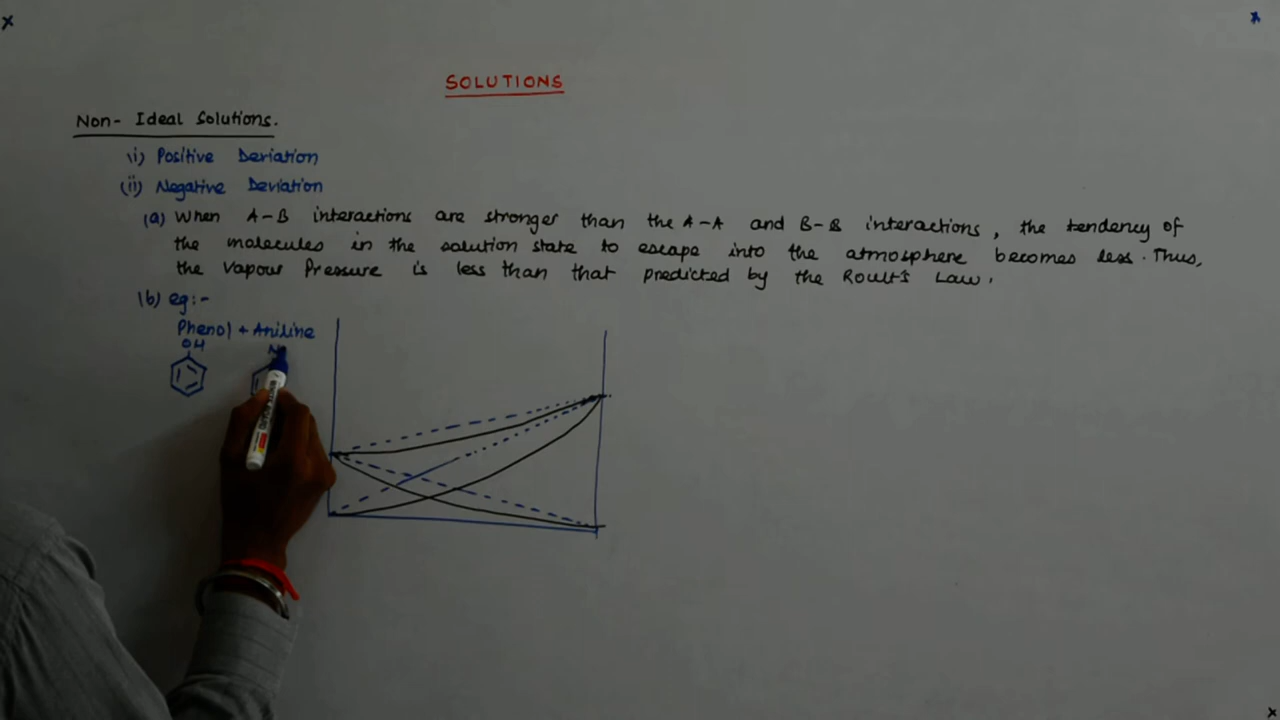 SOLUTIONS
Non- Ideal Solutions.
(i) Positive Deviation
(ii) Negative Deviation
(a) When A-B interactions are stronger than the A-A and B-B interactions, the tendency of
the molecules in the solution state to escape into the atmosphere becomes less. Thus,
the Vapour Pressure is less than that predicted by the Roult's Law.
(b) eg:-
Phenol + Aniline
OH N